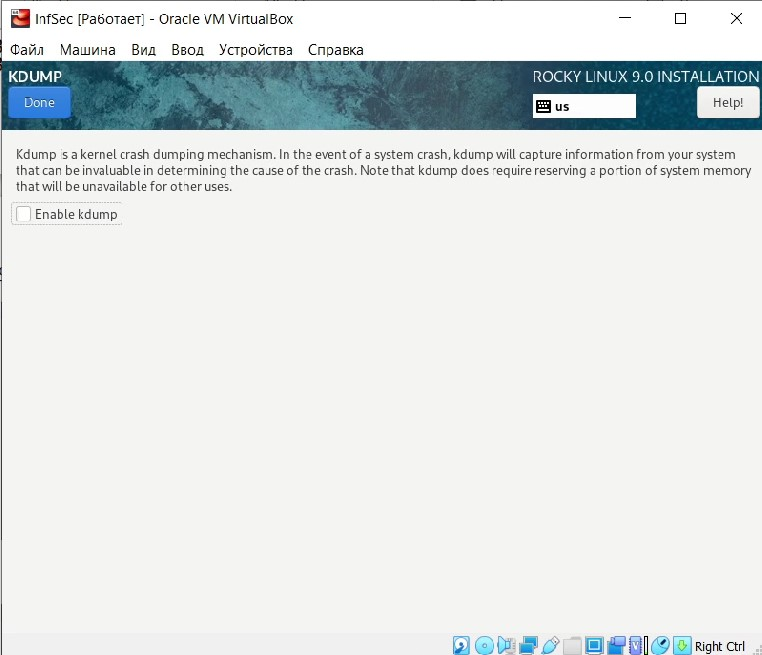 InfSec [Работает] - Oracle VM VirtualBox
Файл Машина Вид Ввод Устройства Справка
KDUMP
ROCKY LINUX 9.0 INSTALLATION
Done
us
Help!
Kdump is a kernel crash dumping mechanism. In the event of a system crash, kdump will capture information from your system
that can be invaluable in determining the cause of the crash. Note that kdump does require reserving a portion of system memory
that will be unavailable for other uses.
Enable kdump
Right Ctrl